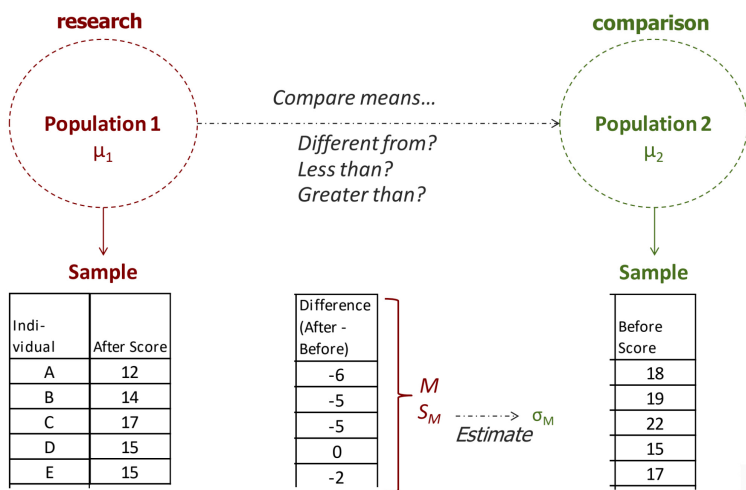 research
comparison
Compare means…
Population 1
μ1
Population 2
μ2
Different from?
Less than?
Greater than?
Sample
Sample
Indi-
vidual
After Score
A 12
B 14
C 17
D 15
E 15
Difference
(After -
Before)
-6
-5
-5
0
-2
M
SM
Estimate
σM
Before
Score
18
19
22
15
17